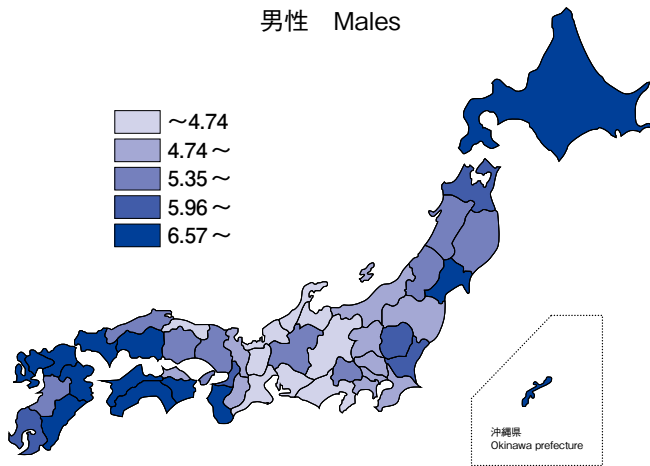 男性 Males
～4.74
4.74～
5.35～
5.96～
6.57～
沖縄県
Okinawa prefecture